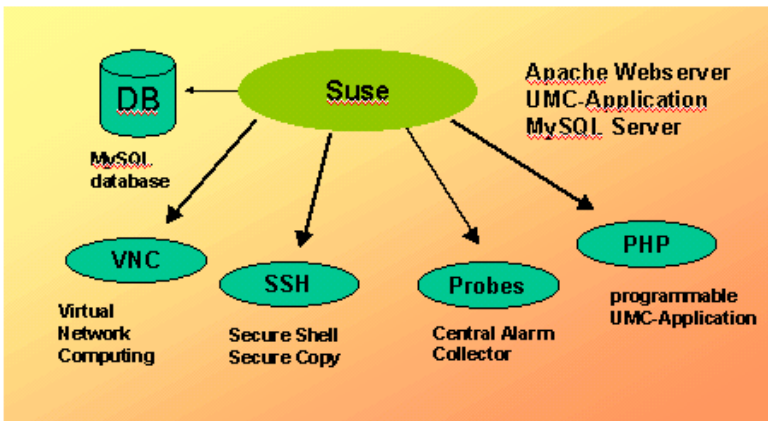 DB
Suse
Apache Webserver
UMC-Application
MySQL Server
MySQL
database
VNC
SSH
Probes
PHP
Virtual
Network
Computing
Secure Shell
Secure Copy
Central Alarm
Collector
programmable
UMC-Application